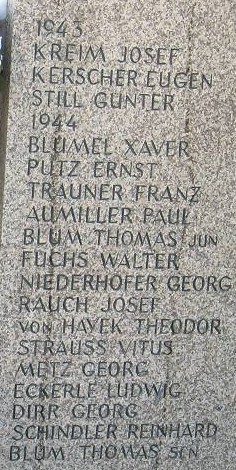 1943
KREIM JOSEF
KERSCHER EUGEN
STILL GUNTER
1944
BLÜMEL XAVER
PUTZ ERNST
TRAUNER FRANZ
AUMILLER PAUL
BLUM THOMAS JUN
FUCHS WALTER
NIEDERHOFER GEORG
RAUCH JOSEF
VON HAYEK THEODOR
STRAUSS VITUS
METZ GEORG
ECKERLE LUDWIG
DIRR GEORG
SCHINDLER REINHARD
BLUM THOMAS SEN